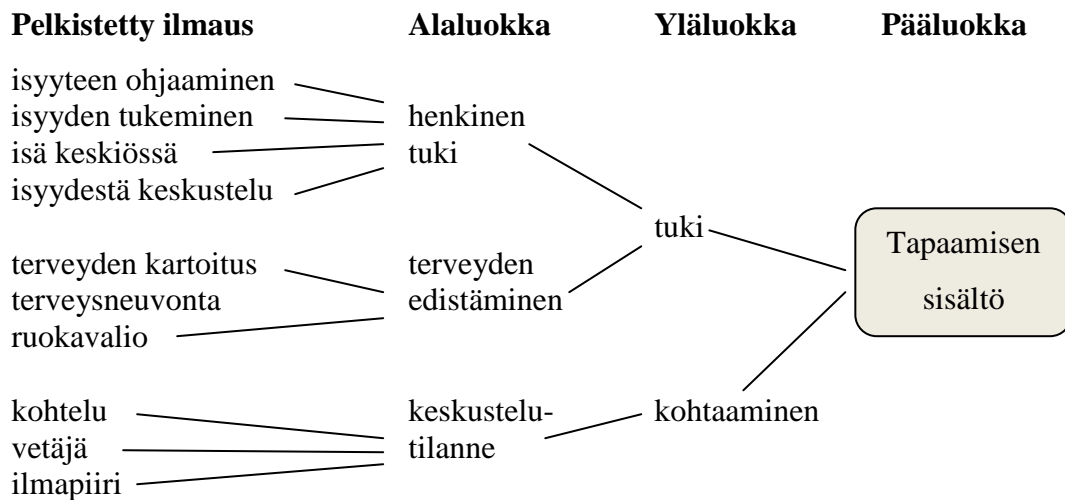 Pelkistetty ilmaus Alaluokka Yläluokka Pääluokka
isyyteen ohjaaminen
isyyden tukeminen
isä keskiössä
isyydestä keskustelu
henkinen
tuki
terveyden kartoitus
terveysneuvonta
ruokavalio
terveyden
edistäminen
tuki
kohtelu
vetäjä
ilmapiiri
keskustelu-
tilanne
kohtaaminen
Tapaamisen
sisältö